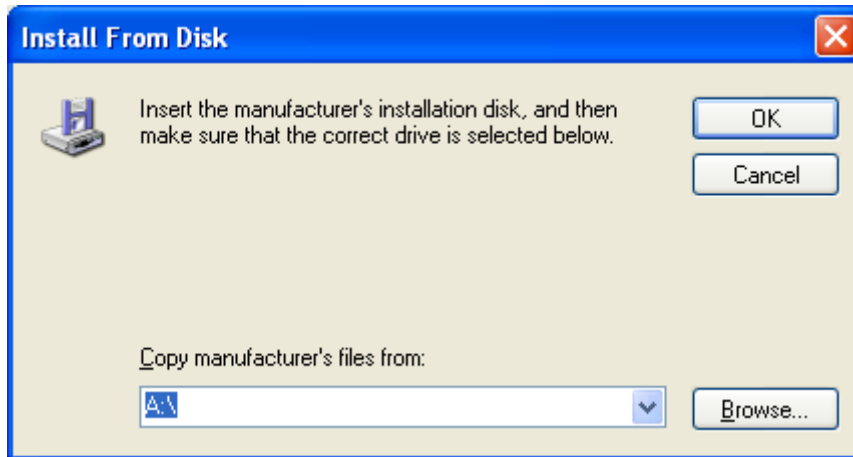 Install From Disk
Insert the manufacturer's installation disk, and then
make sure that the correct drive is selected below.
OK
Cancel
Copy manufacturer's files from:
A:\
Browse...